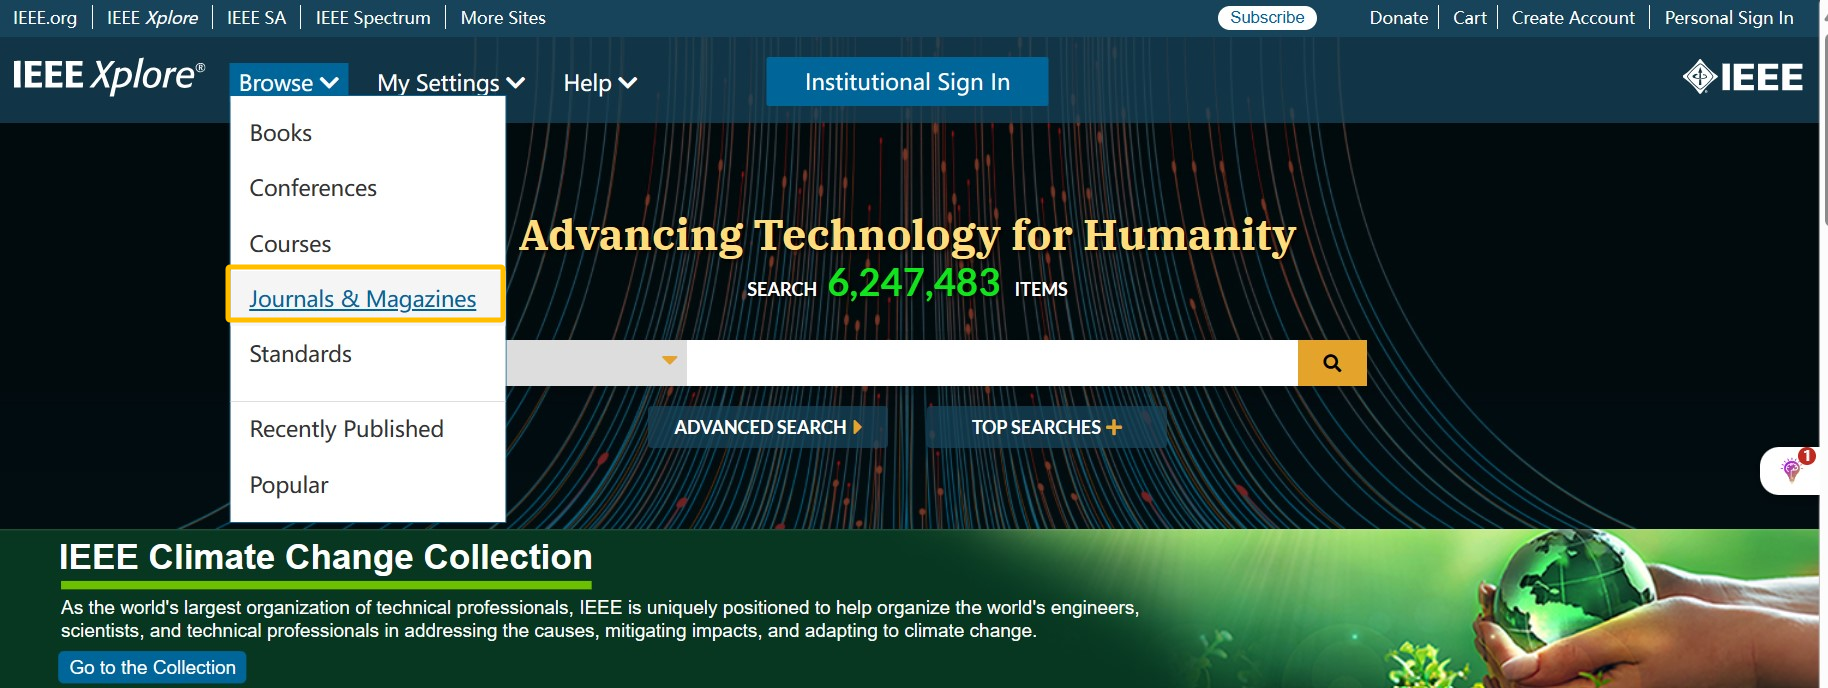 IEEE.org IEEE Xplore IEEE SA IEEE Spectrum More Sites Subscribe Donate Cart Create Account Personal Sign In
IEEE Xplore® Browse My Settings Help Institutional Sign In IEEE
Books
Conferences
Courses
Journals & Magazines
Standards
Recently Published
Popular
Advancing Technology for Humanity
SEARCH 6,247,483 ITEMS
ADVANCED SEARCH TOP SEARCHES
1
IEEE Climate Change Collection
As the world's largest organization of technical professionals, IEEE is uniquely positioned to help organize the world's engineers,
scientists, and technical professionals in addressing the causes, mitigating impacts, and adapting to climate change.
Go to the Collection